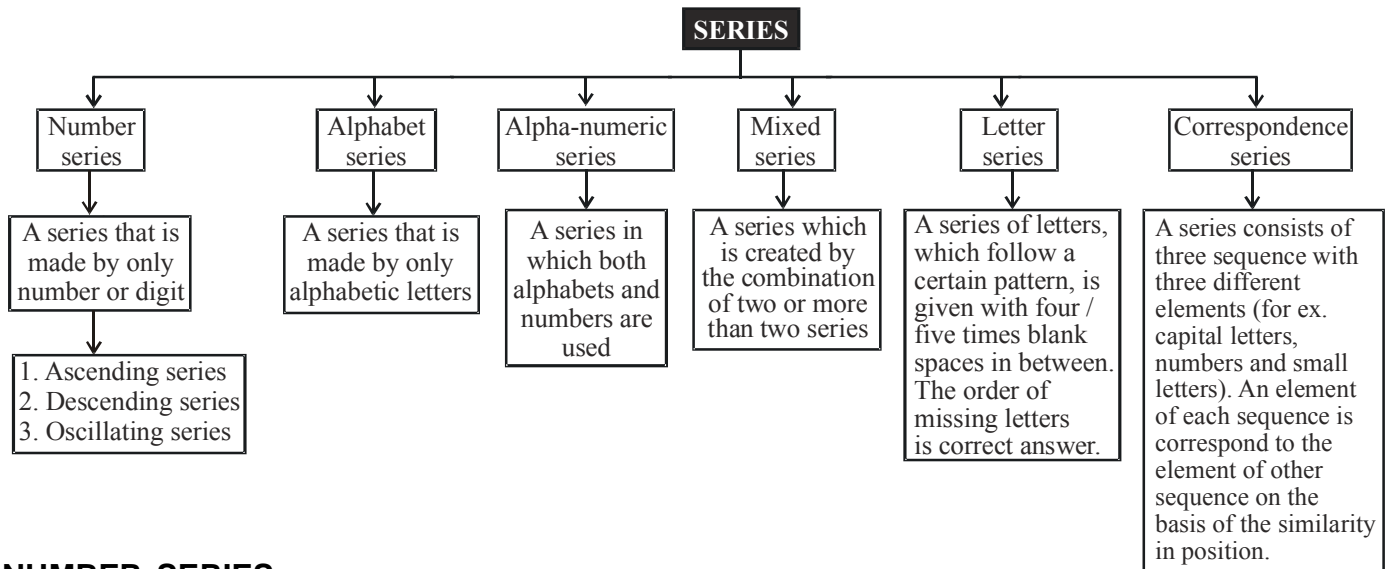 SERIES
Number
series
Alphabet
series
Alpha-numeric
series
Mixed
series
Letter
series
Correspondence
series
A series that is
made by only
number or digit
A series that is
made by only
alphabetic letters
A series in
which both
alphabets and
numbers are
used
A series which
is created by
the combination
of two or more
than two series
A series of letters,
which follow a
certain pattern, is
given with four /
five times blank
spaces in between.
The order of
missing letters
is correct answer.
A series consists of
three sequence with
three different
elements (for ex.
capital letters,
numbers and small
letters). An element
of each sequence is
correspond to the
element of other
sequence on the
basis of the similarity
in position.
1. Ascending series
2. Descending series
3. Oscillating series
NUMBER SERIES